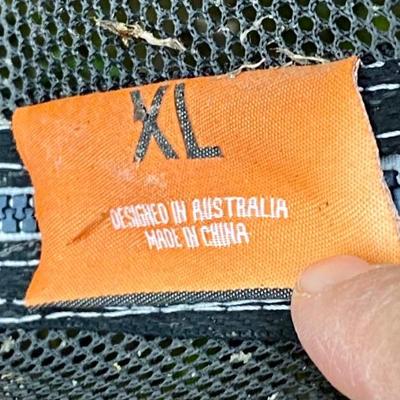 XL
DESIGNED IN AUSTRALIA
MADE IN CHINA